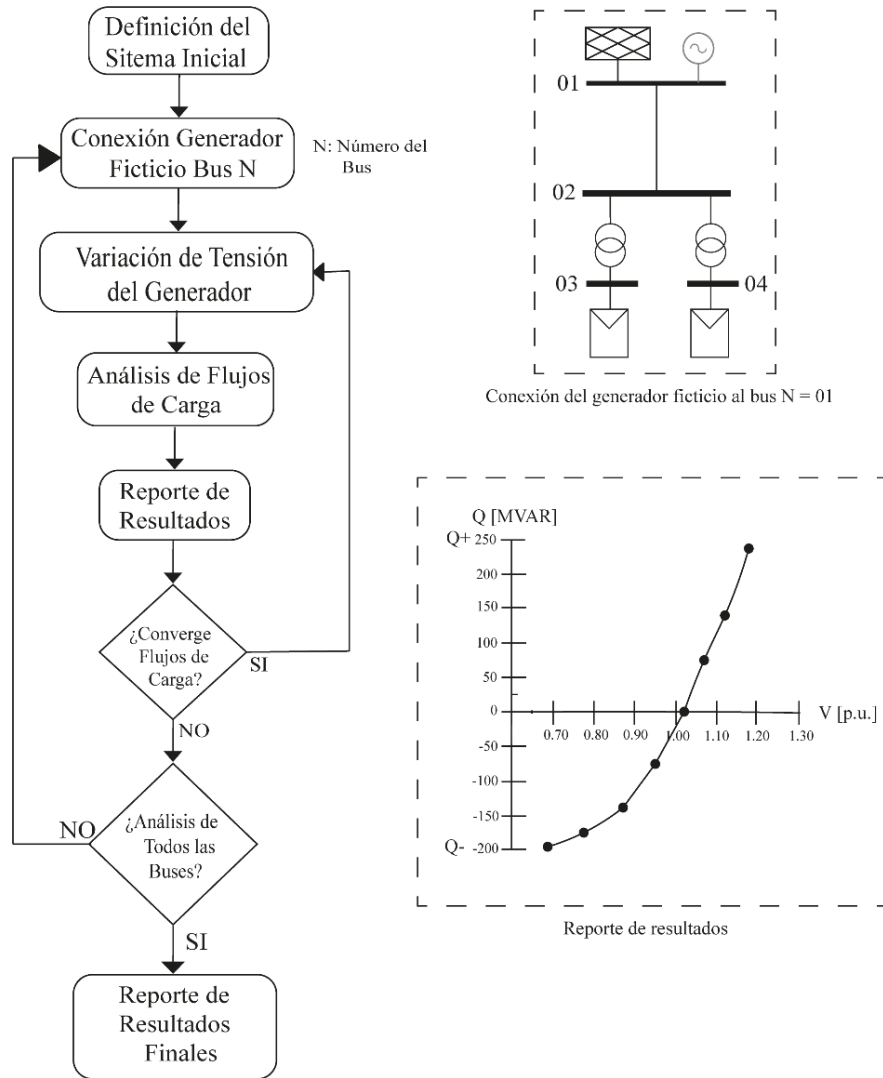 Definición del
Sitema Inicial
Conexión Generador
Ficticio Bus N
N: Número del
Bus
Variación de Tensión
del Generador
Análisis de Flujos
de Carga
Reporte de
Resultados
¿Converge
Flujos de
Carga?
SI
NO
¿Análisis de
Todos las
Buses?
NO
SI
Reporte de
Resultados
Finales
01
02
03
04
Conexión del generador ficticio al bus N = 01
Q [MVAR]
Q+ 250
200
150
100
50
0
-50
-100
-150
Q- -200
0.70 0.80 0.90 1.00 1.10 1.20 1.30
V [p.u.]
Reporte de resultados